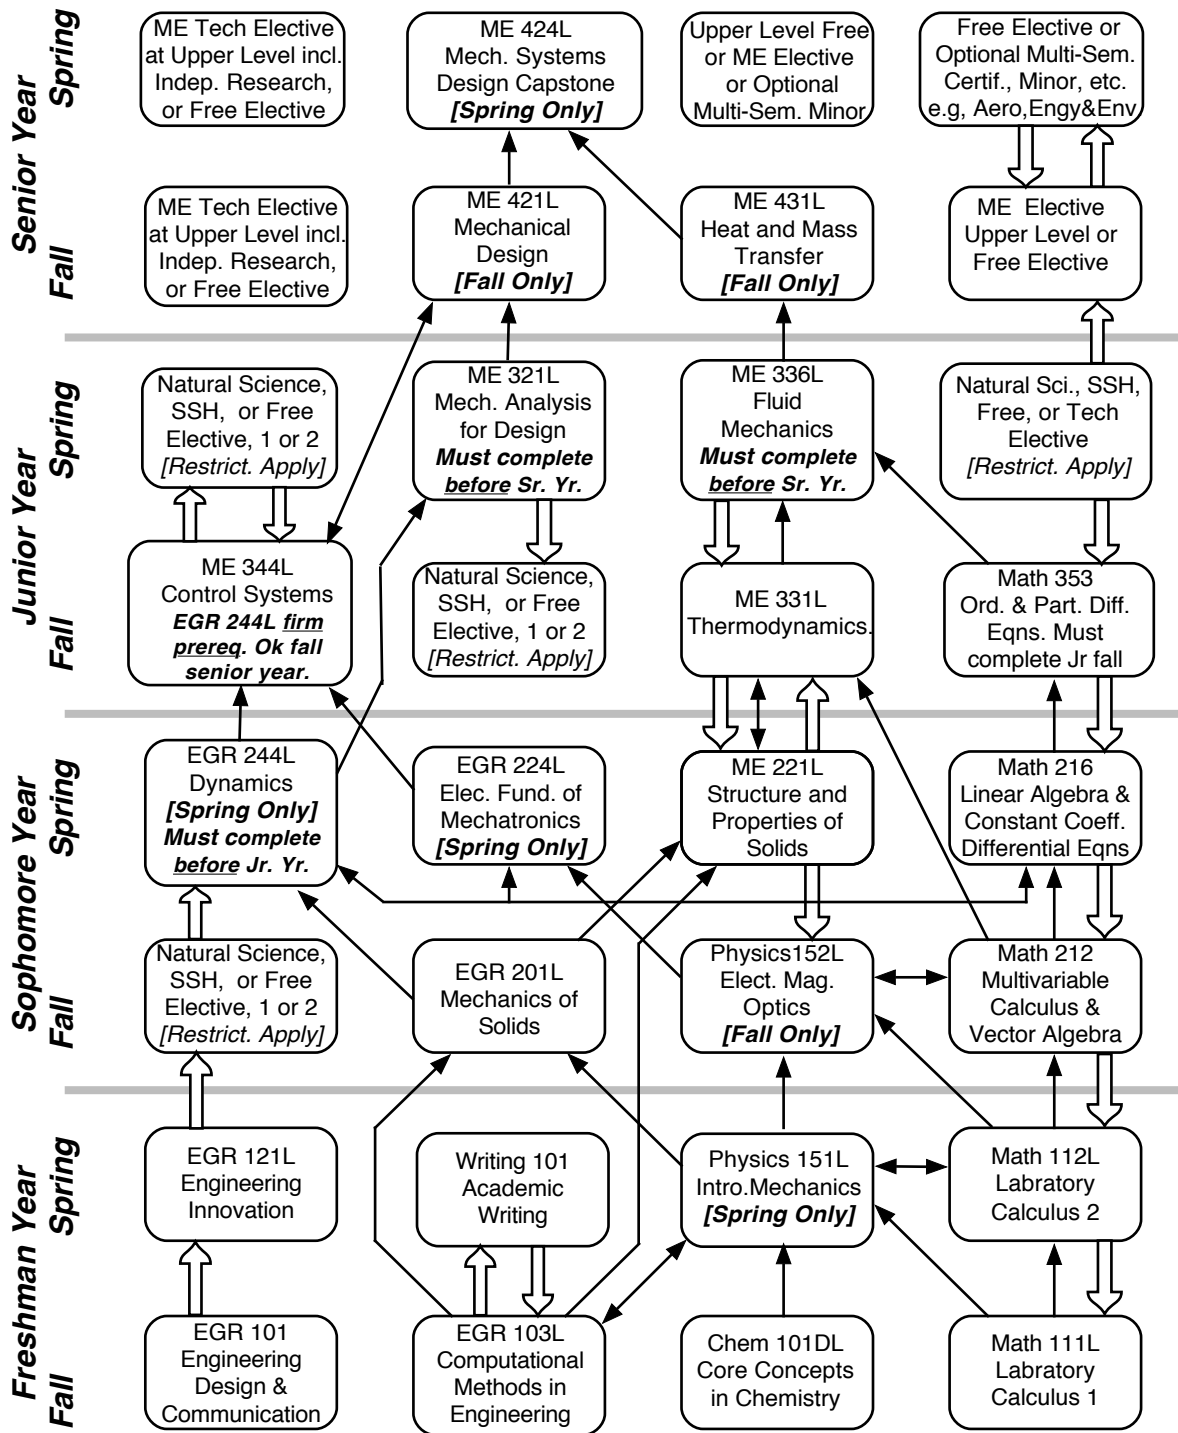 Senior Year
Spring
Fall
ME Tech Elective
at Upper Level incl.
Indep. Research,
or Free Elective
ME 424L
Mech. Systems
Design Capstone
[Spring Only]
Upper Level Free
or ME Elective
or Optional
Multi-Sem. Minor
Free Elective or
Optional Multi-Sem.
Certif., Minor, etc.
e.g, Aero,Engy&Env
ME Tech Elective
at Upper Level incl.
Indep. Research,
or Free Elective
ME 421L
Mechanical
Design
[Fall Only]
ME 431L
Heat and Mass
Transfer
[Fall Only]
ME Elective
Upper Level or
Free Elective
Junior Year
Spring
Fall
Natural Science,
SSH, or Free
Elective, 1 or 2
[Restrict. Apply]
ME 321L
Mech. Analysis
for Design
Must complete
before Sr. Yr.
ME 336L
Fluid
Mechanics
Must complete
before Sr. Yr.
Natural Sci., SSH,
Free, or Tech
Elective
[Restrict. Apply]
ME 344L
Control Systems
EGR 244L firm
prereq. Ok fall
senior year.
Natural Science,
SSH, or Free
Elective, 1 or 2
[Restrict. Apply]
ME 331L
Thermodynamics.
Math 353
Ord. & Part. Diff.
Eqns. Must
complete Jr fall
Sophomore Year
Spring
Fall
EGR 244L
Dynamics
[Spring Only]
Must complete
before Jr. Yr.
EGR 224L
Elec. Fund. of
Mechatronics
[Spring Only]
ME 221L
Structure and
Properties of
Solids
Math 216
Linear Algebra &
Constant Coeff.
Differential Eqns
Natural Science,
SSH, or Free
Elective, 1 or 2
[Restrict. Apply]
EGR 201L
Mechanics of
Solids
Physics152L
Elect. Mag.
Optics
[Fall Only]
Math 212
Multivariable
Calculus &
Vector Algebra
Freshman Year
Spring
Fall
EGR 121L
Engineering
Innovation
Writing 101
Academic
Writing
Physics 151L
Intro.Mechanics
[Spring Only]
Math 112L
Labratory
Calculus 2
EGR 101
Engineering
Design &
Communication
EGR 103L
Computational
Methods in
Engineering
Chem 101DL
Core Concepts
in Chemistry
Math 111L
Labratory
Calculus 1